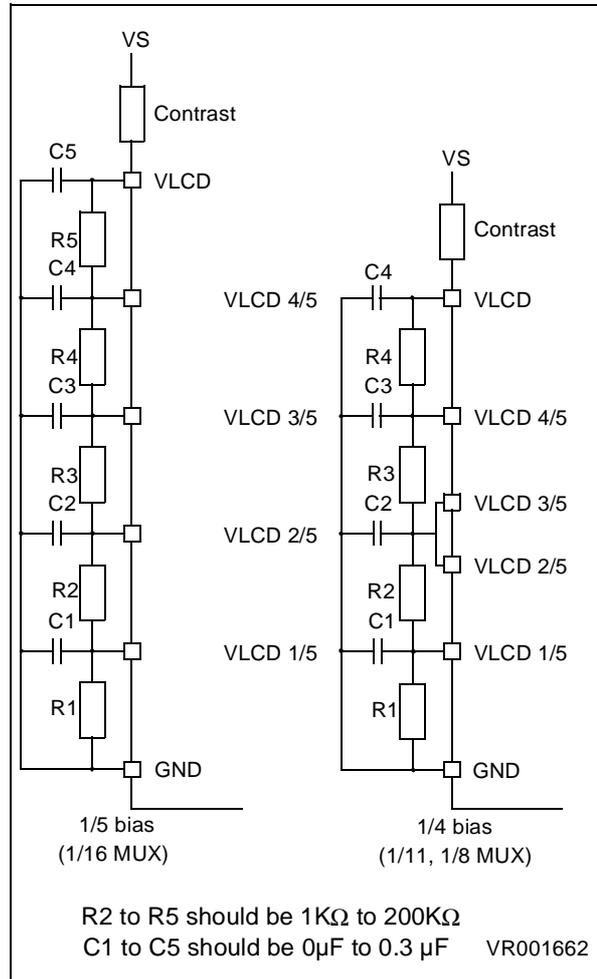 VS
Contrast
C5
VLCD
R5
C4
VLCD 4/5
R4
C3
VLCD 3/5
R3
C2
VLCD 2/5
R2
C1
VLCD 1/5
R1
GND
1/5 bias
(1/16 MUX)
VS
Contrast
C4
VLCD
R4
C3
VLCD 4/5
R3
VLCD 3/5
C2
VLCD 2/5
R2
C1
VLCD 1/5
R1
GND
1/4 bias
(1/11, 1/8 MUX)
R2 to R5 should be 1KΩ to 200KΩ
C1 to C5 should be 0µF to 0.3 µF VR001662